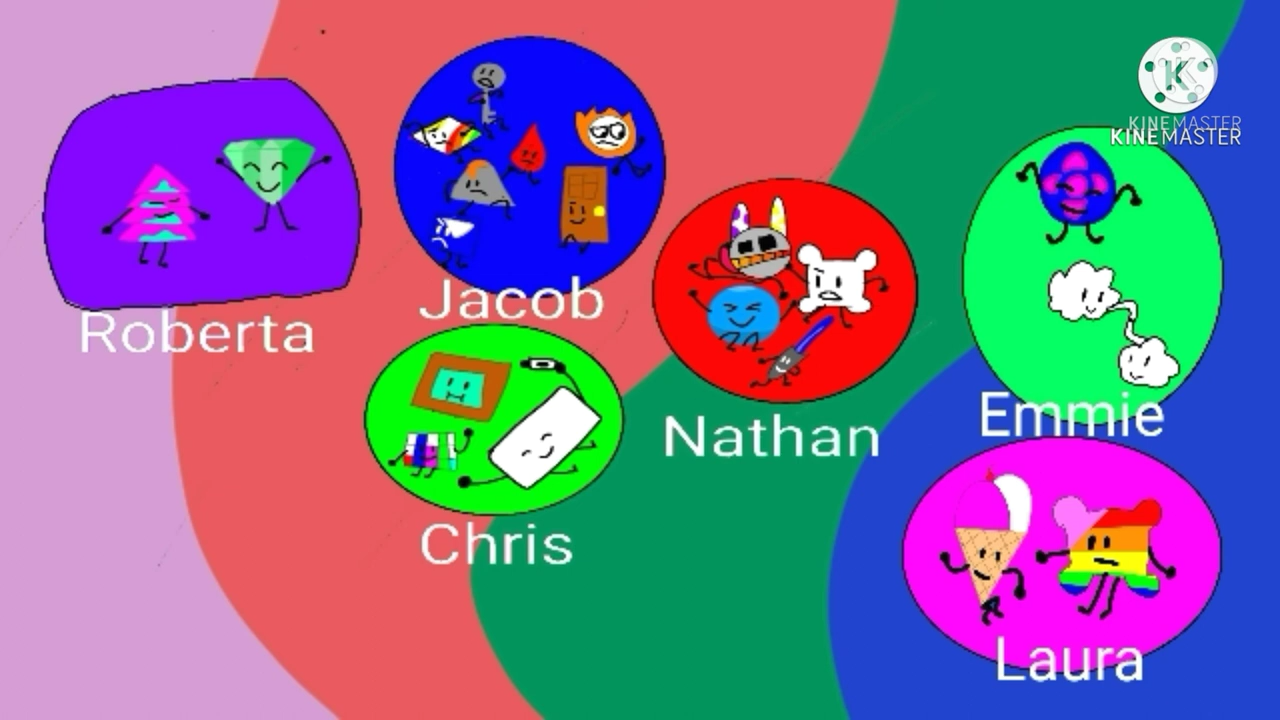 K
KINEMASTER
KINEMASTER
Roberta
Jacob
Nathan
Emmie
Chris
Laura